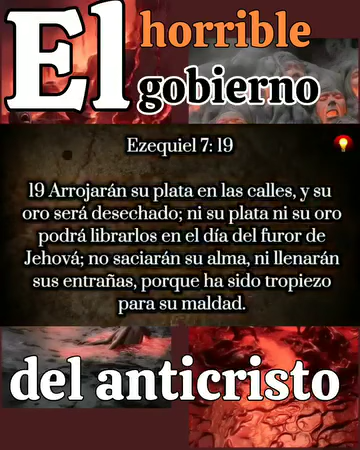 El horrible
gobierno
Ezequiel 7: 19
19 Arrojarán su plata en las calles, y su
oro será desechado; ni su plata ni su oro
podrá librarlos en el día del furor de
Jehová; no saciarán su alma, ni llenarán
sus entrañas, porque ha sido tropiezo
para su maldad.
del anticristo